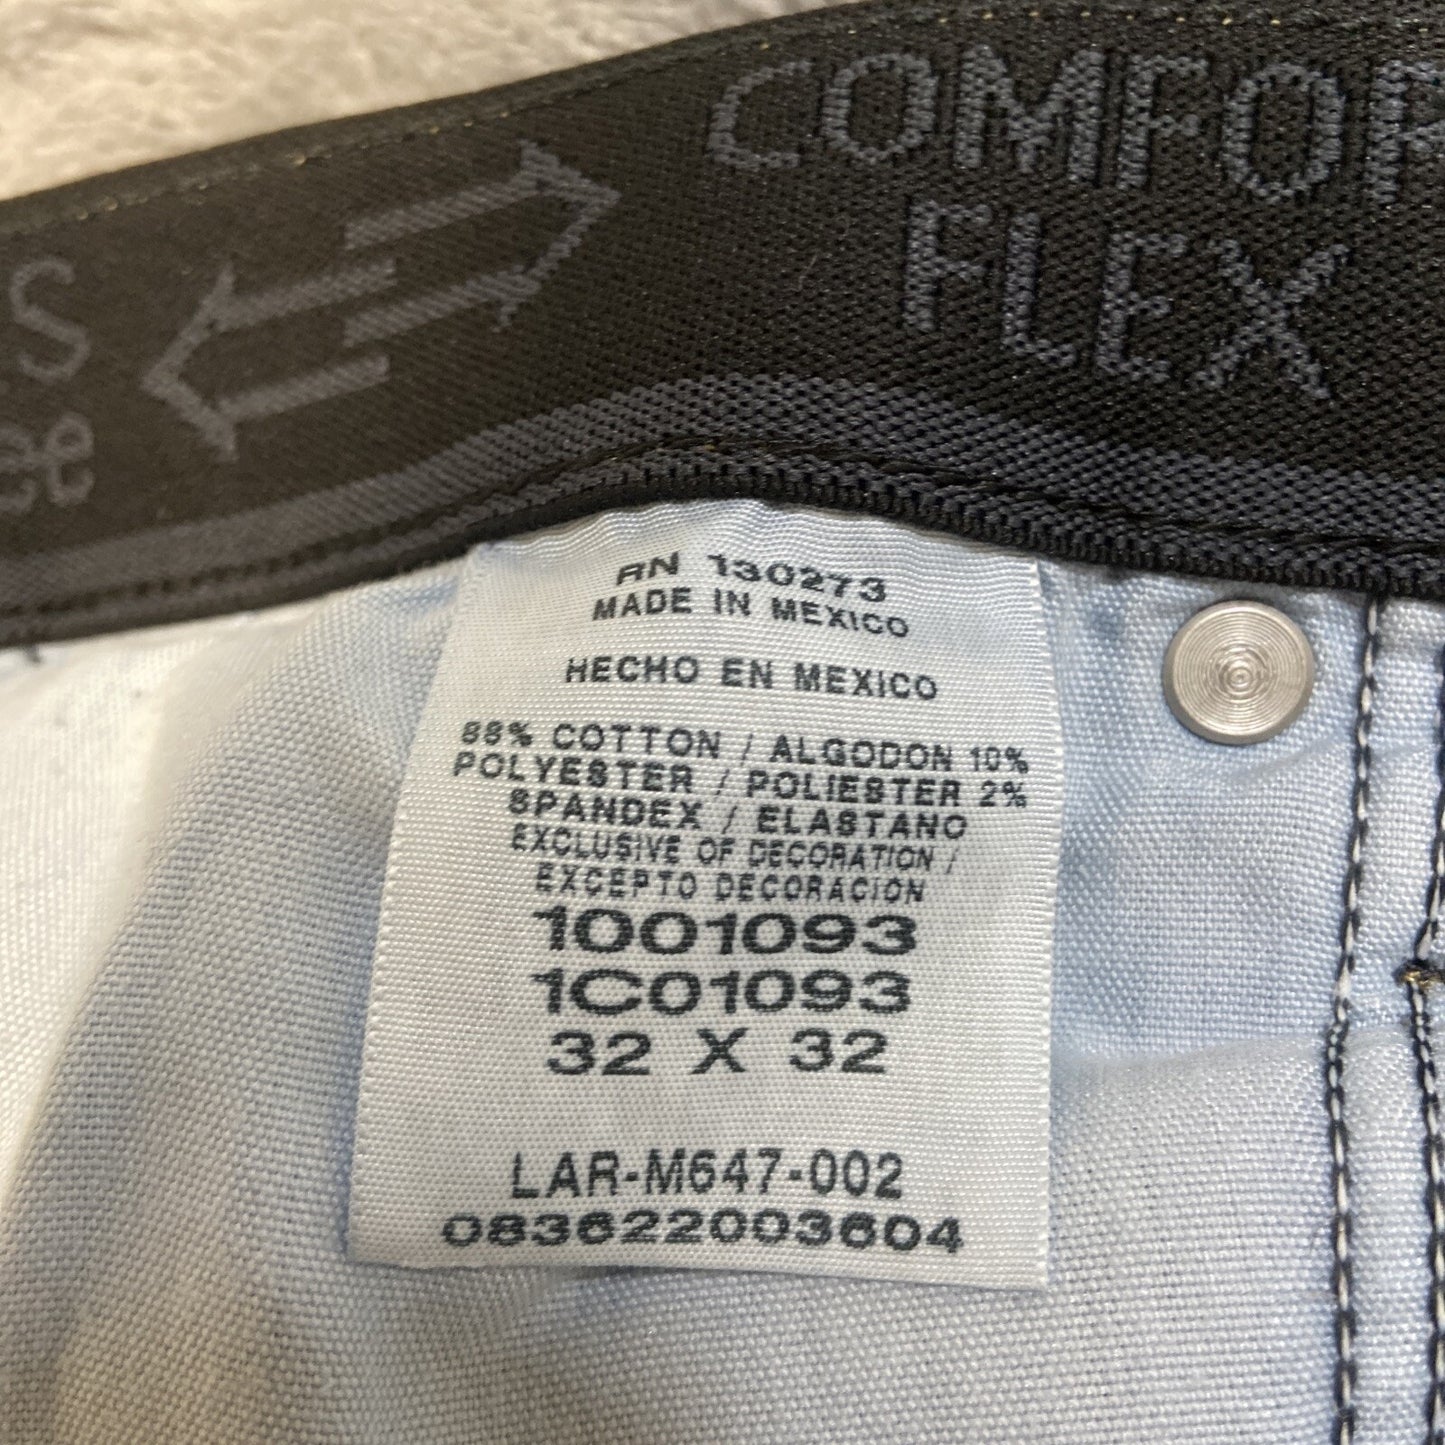 COMFOR
FLEX
RN 130273
MADE IN MEXICO
HECHO EN MEXICO
88% COTTON / ALGODON 10%
POLYESTER / POLIESTER 2%
SPANDEX / ELASTANO
EXCLUSIVE OF DECORATION /
EXCEPTO DECORACION
1001093
1C01093
32 X 32
LAR-M647-002
083622003604